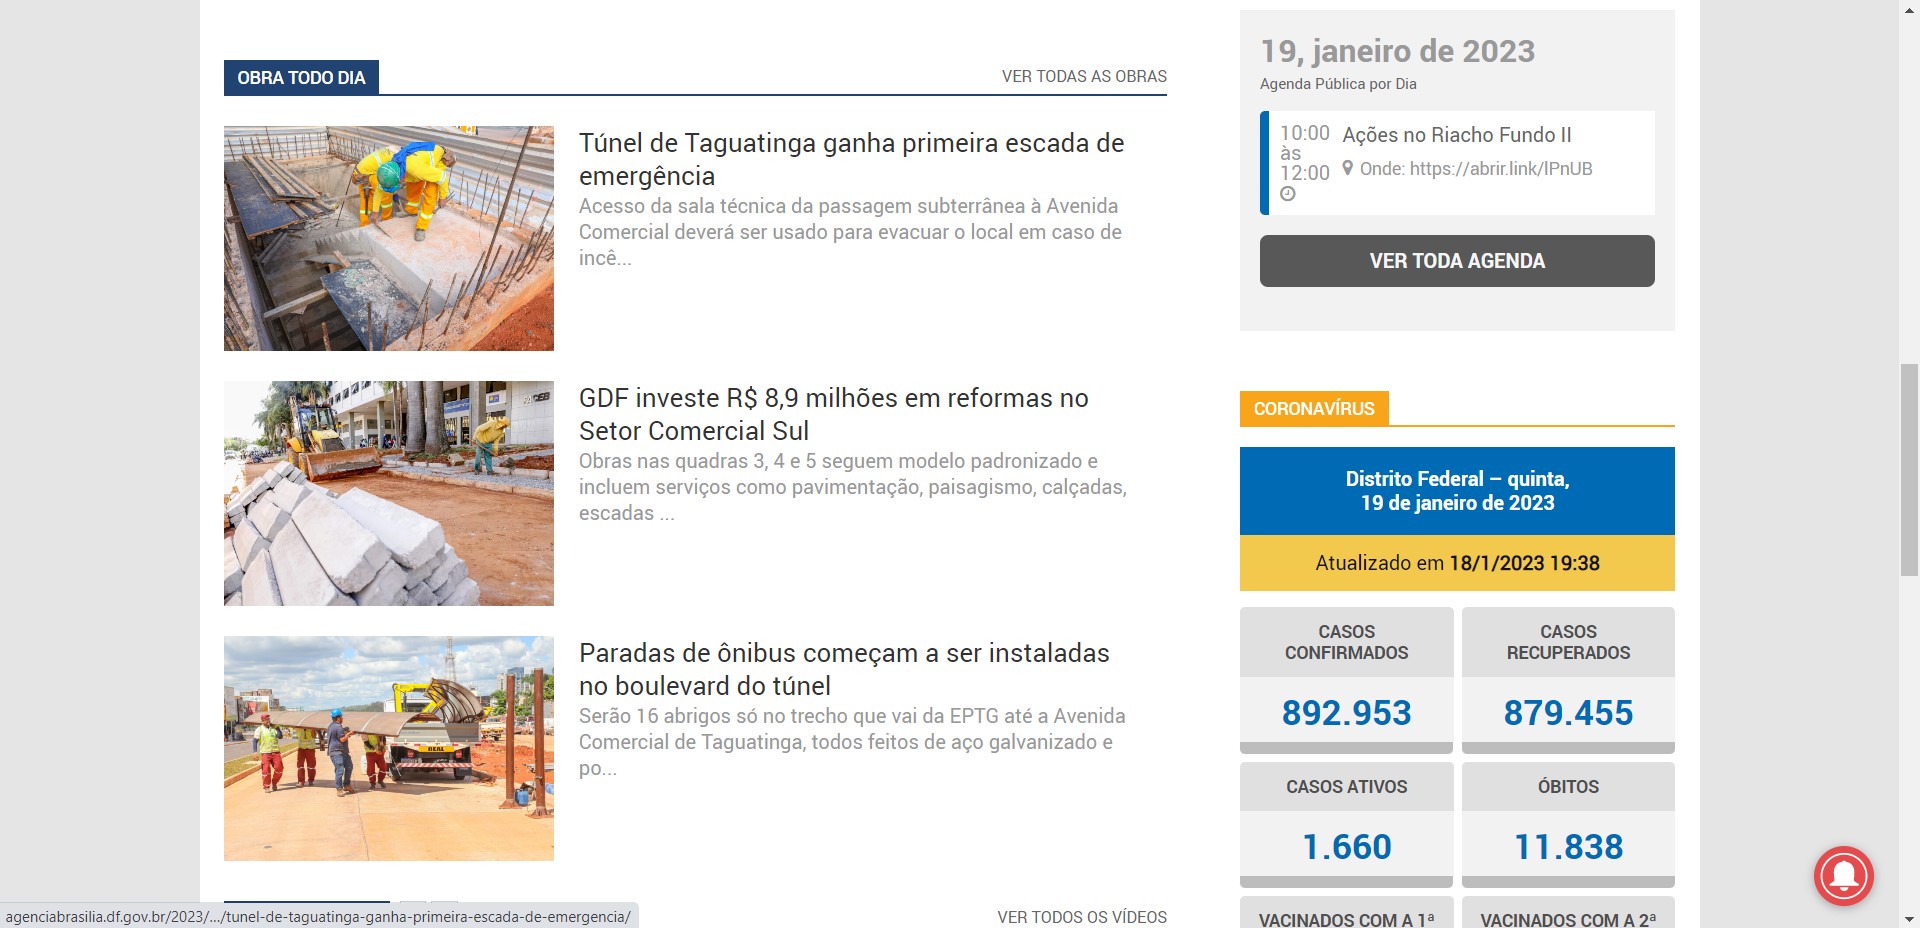 OBRA TODO DIA
VER TODAS AS OBRAS
Túnel de Taguatinga ganha primeira escada de
emergência
Acesso da sala técnica da passagem subterrânea à Avenida
Comercial deverá ser usado para evacuar o local em caso de
incê...
GDF investe R$ 8,9 milhões em reformas no
Setor Comercial Sul
Obras nas quadras 3, 4 e 5 seguem modelo padronizado e
incluem serviços como pavimentação, paisagismo, calçadas,
escadas ...
Paradas de ônibus começam a ser instaladas
no boulevard do túnel
Serão 16 abrigos só no trecho que vai da EPTG até a Avenida
Comercial de Taguatinga, todos feitos de aço galvanizado e
po...
REAL
VER TODOS OS VÍDEOS
agenciabrasilia.df.gov.br/2023/.../tunel-de-taguatinga-ganha-primeira-escada-de-emergencia/
19, janeiro de 2023
Agenda Pública por Dia
10:00
às
12:00
Ações no Riacho Fundo II
Onde: https://abrir.link/lPnUB
VER TODA AGENDA
CORONAVÍRUS
Distrito Federal – quinta,
19 de janeiro de 2023
Atualizado em 18/1/2023 19:38
CASOS
CONFIRMADOS
892.953
CASOS
RECUPERADOS
879.455
CASOS ATIVOS
1.660
ÓBITOS
11.838
VACINADOS COM A 1ª
VACINADOS COM A 2ª